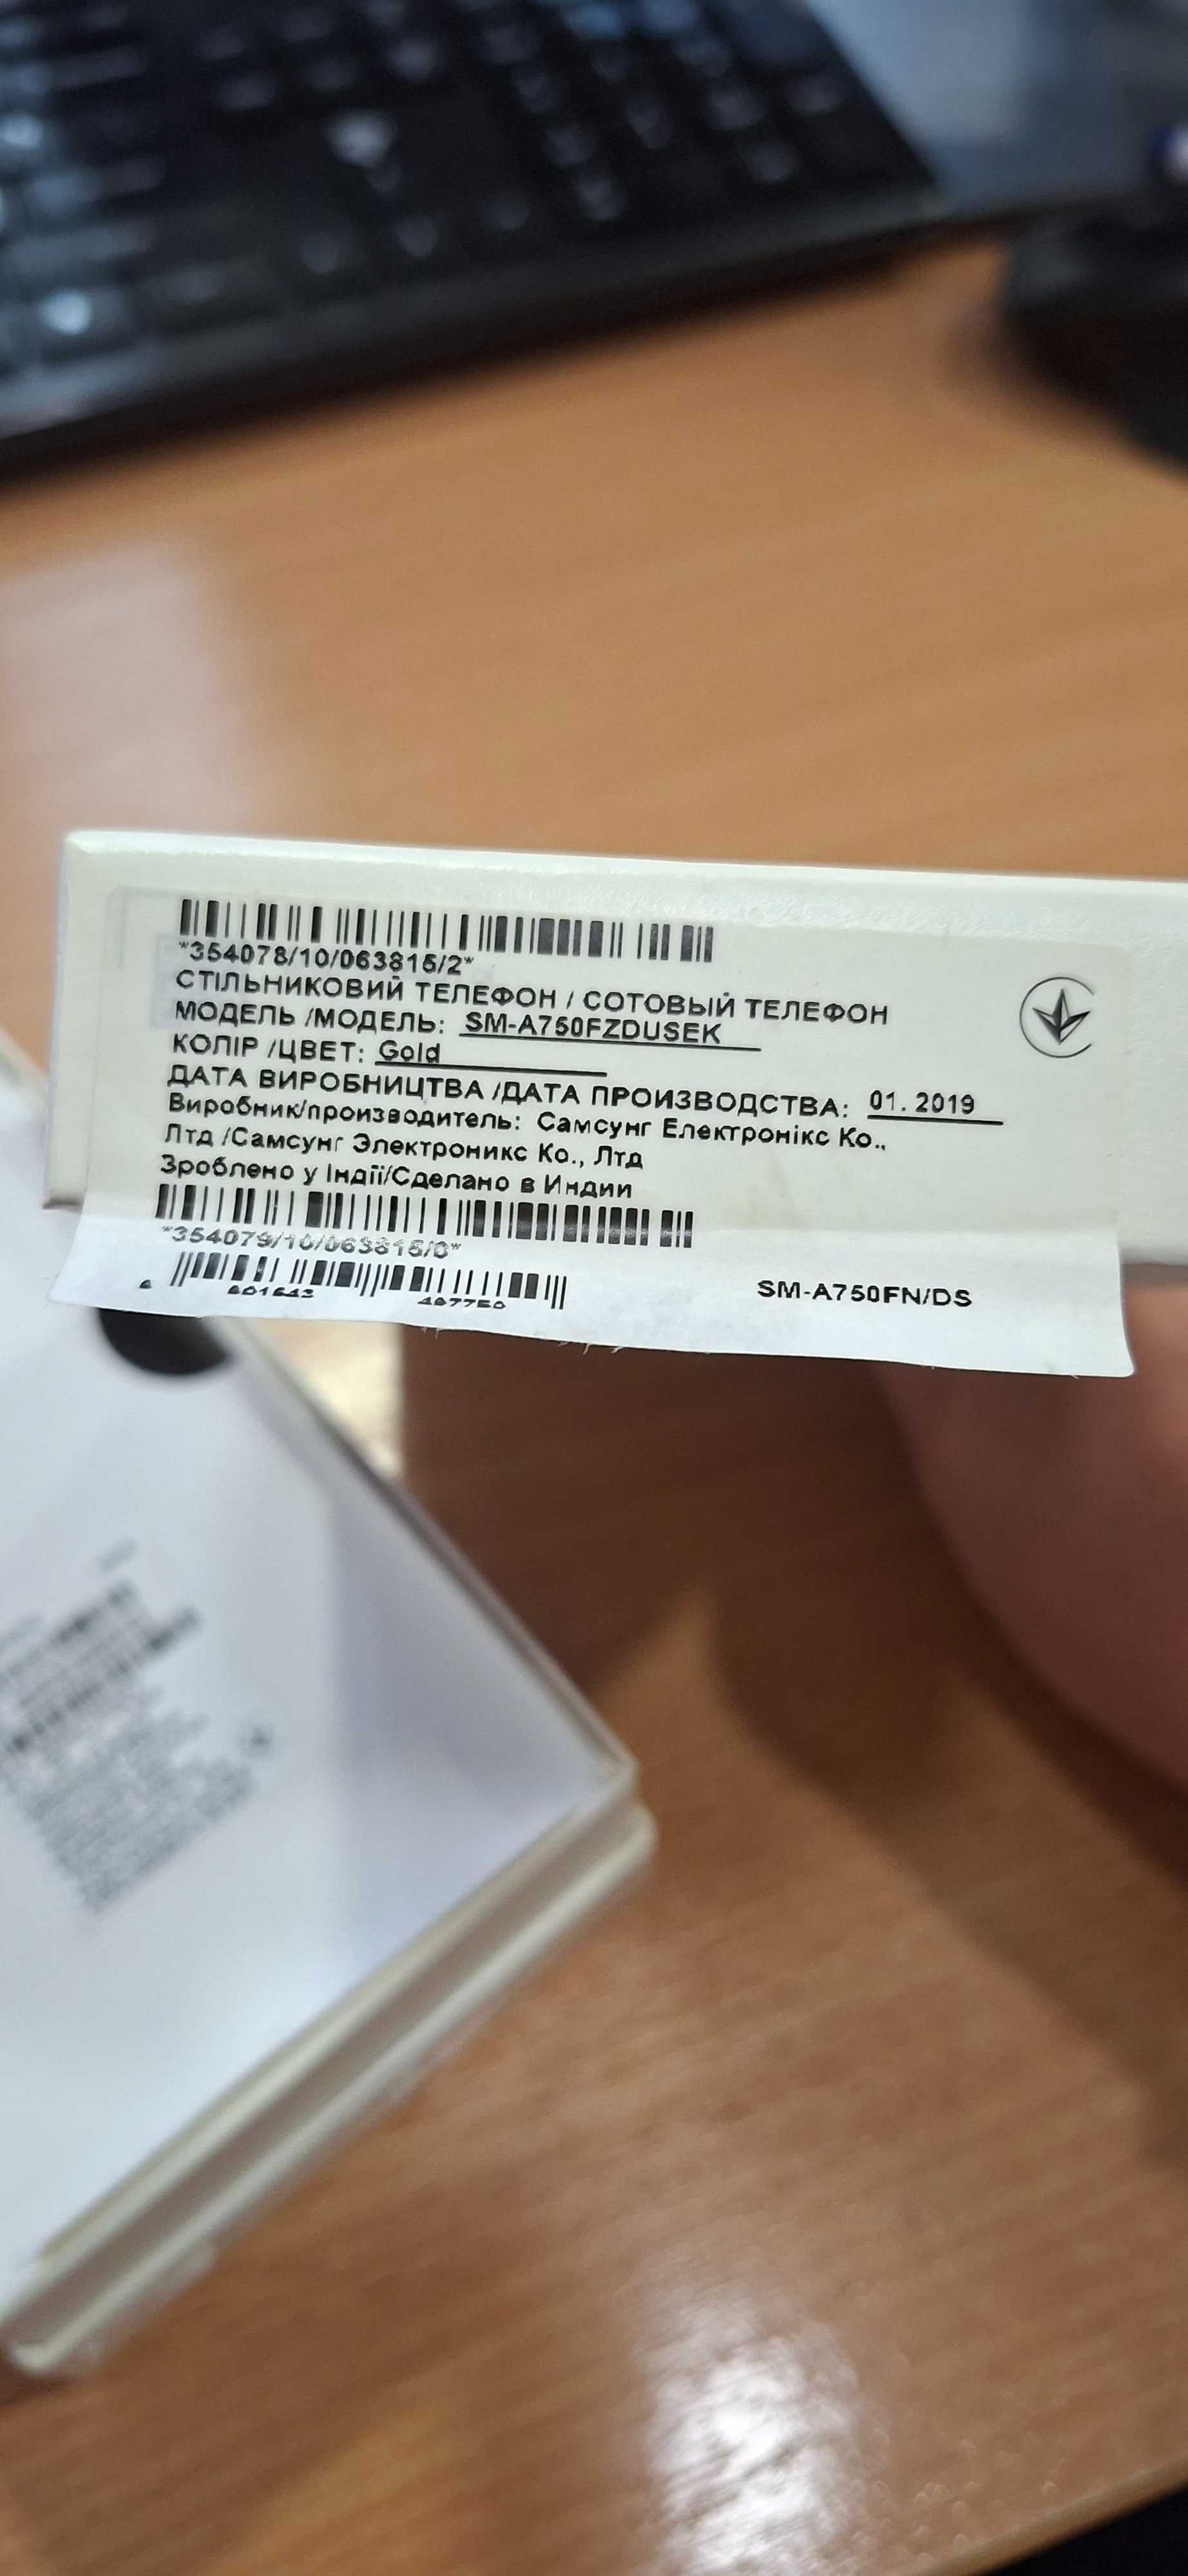 *354078/10/063815/2*
СТІЛЬНИКОВИЙ ТЕЛЕФОН / СОТОВЫЙ ТЕЛЕФОН
МОДЕЛЬ /МОДЕЛЬ: SM-A750FZDUSEK
КОЛІР /ЦВЕТ: Gold
ДАТА ВИРОБНИЦТВА /ДАТА ПРОИЗВОДСТВА: 01. 2019
Виробник/производитель: Самсунг Електронікс Ко.,
Лтд /Самсунг Электроникс Ко., Лтд
Зроблено у Індії/Сделано в Индии
*354079/10/063815/0*
SM-A750FN/DS